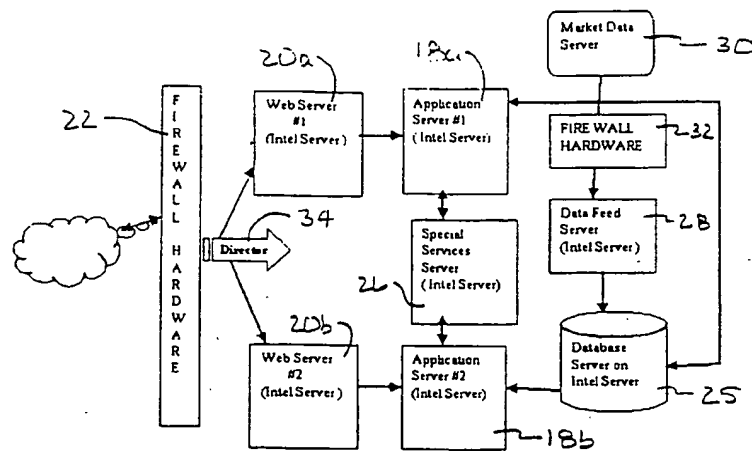 22
FIREWALL HARDWARE
Director
34
20a
Web Server
#1
(Intel Server)
18a
Application
Server #1
(Intel Server)
Market Data
Server
30
FIRE WALL
HARDWARE
32
Special
Services
Server
(Intel Server)
26
Data Feed
Server
(Intel Server)
28
20b
Web Server
#2
(Intel Server)
Application
Server #2
(Intel Server)
18b
Database
Server on
Intel Server
25